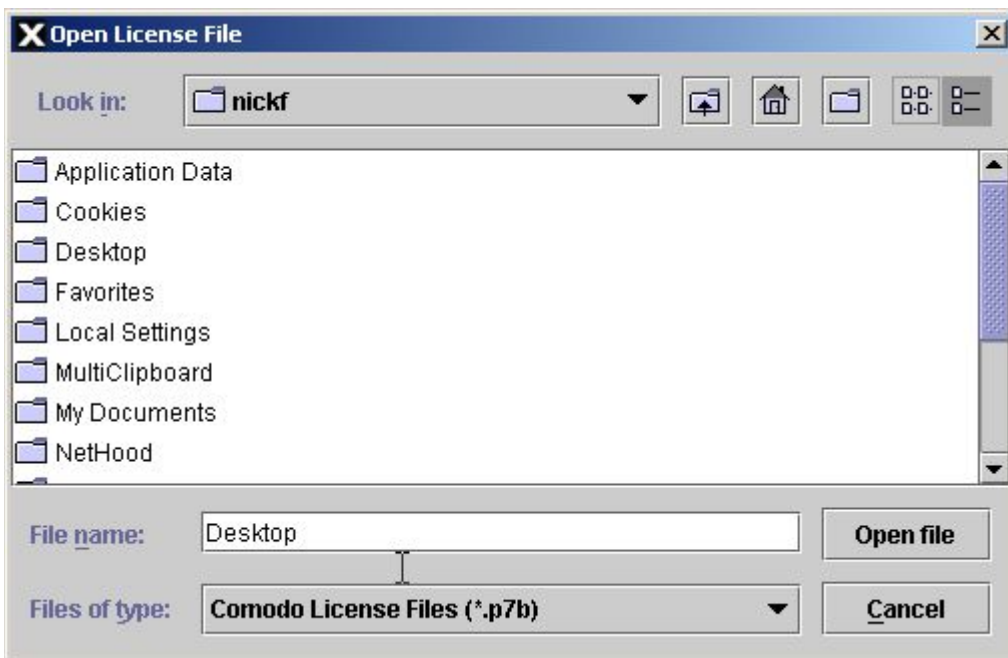 Open License File
Look in: nickf
Application Data
Cookies
Desktop
Favorites
Local Settings
MultiClipboard
My Documents
NetHood
File name: Desktop Open file
Files of type: Comodo License Files (*.p7b) Cancel